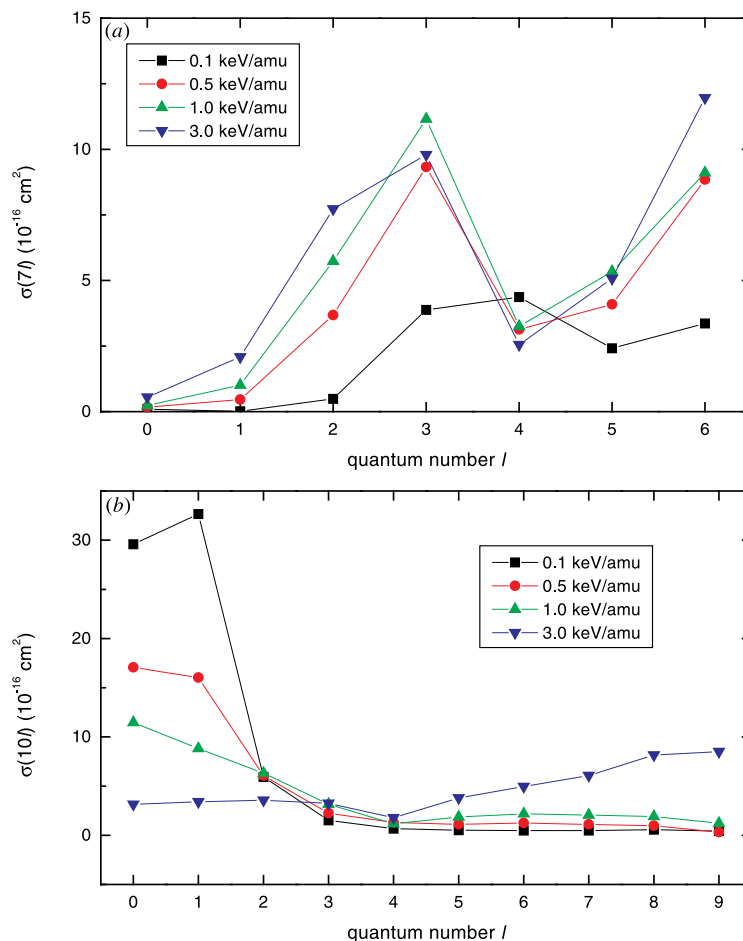 (a)
0.1 keV/amu
0.5 keV/amu
1.0 keV/amu
3.0 keV/amu
15
10
5
0
σ(7l) (10⁻¹⁶ cm²)
0 1 2 3 4 5 6
quantum number l
(b)
0.1 keV/amu
0.5 keV/amu
1.0 keV/amu
3.0 keV/amu
30
20
10
0
σ(10l) (10⁻¹⁶ cm²)
0 1 2 3 4 5 6 7 8 9
quantum number l